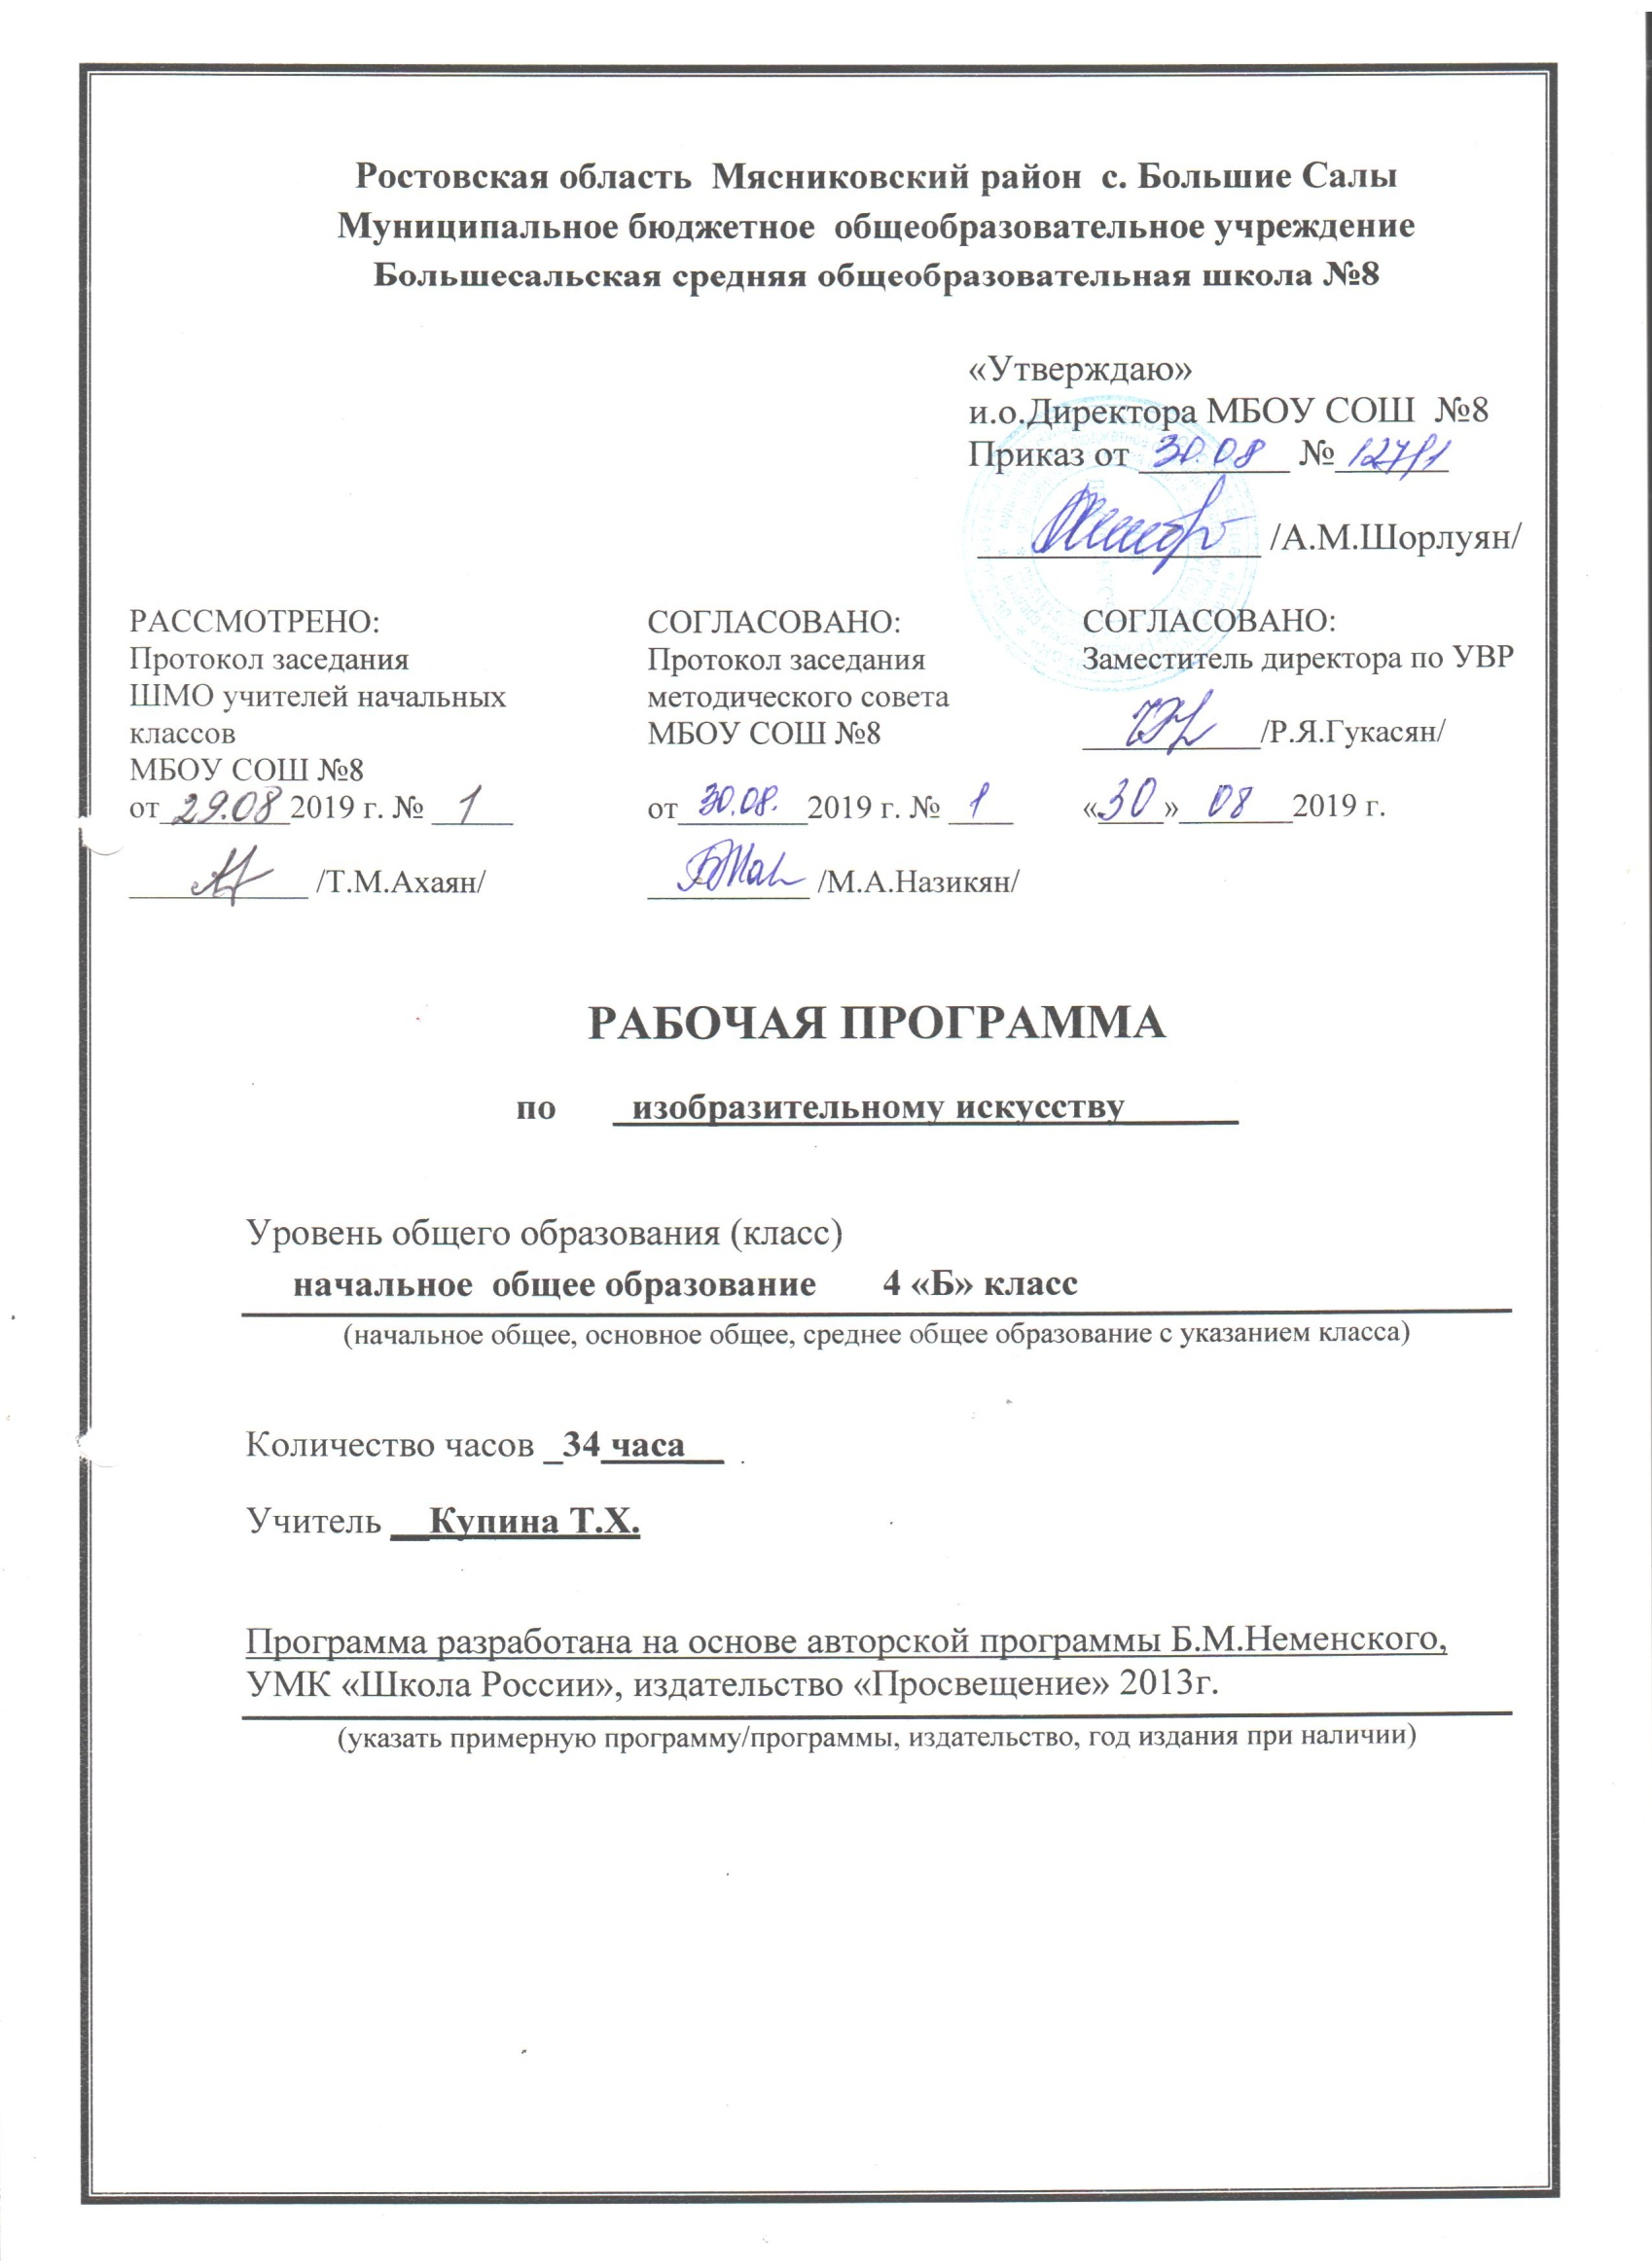 Ростовская область Мясниковский район с. Большие Салы
Муниципальное бюджетное общеобразовательное учреждение
Большесальская средняя общеобразовательная школа №8
«Утверждаю»
и.о.Директора МБОУ СОШ №8
Приказ от 30.08 №
/А.М.Шорлуян/
РАССМОТРЕНО:
Протокол заседания
ШМО учителей начальных
классов
МБОУ СОШ №8
от 29.08 2019 г. № 1
/Т.М.Ахаян/
СОГЛАСОВАНО:
Протокол заседания
методического совета
МБОУ СОШ №8
от 30.08. 2019 г. № 1
/М.А.Назикян/
СОГЛАСОВАНО:
Заместитель директора по УВР
/Р.Я.Гукасян/
«30» 08 2019 г.
РАБОЧАЯ ПРОГРАММА
по изобразительному искусству
Уровень общего образования (класс)
начальное общее образование 4 «Б» класс
(начальное общее, основное общее, среднее общее образование с указанием класса)
Количество часов 34 часа
Учитель Купина Т.Х.
Программа разработана на основе авторской программы Б.М.Неменского,
УМК «Школа России», издательство «Просвещение» 2013г.
(указать примерную программу/программы, издательство, год издания при наличии)